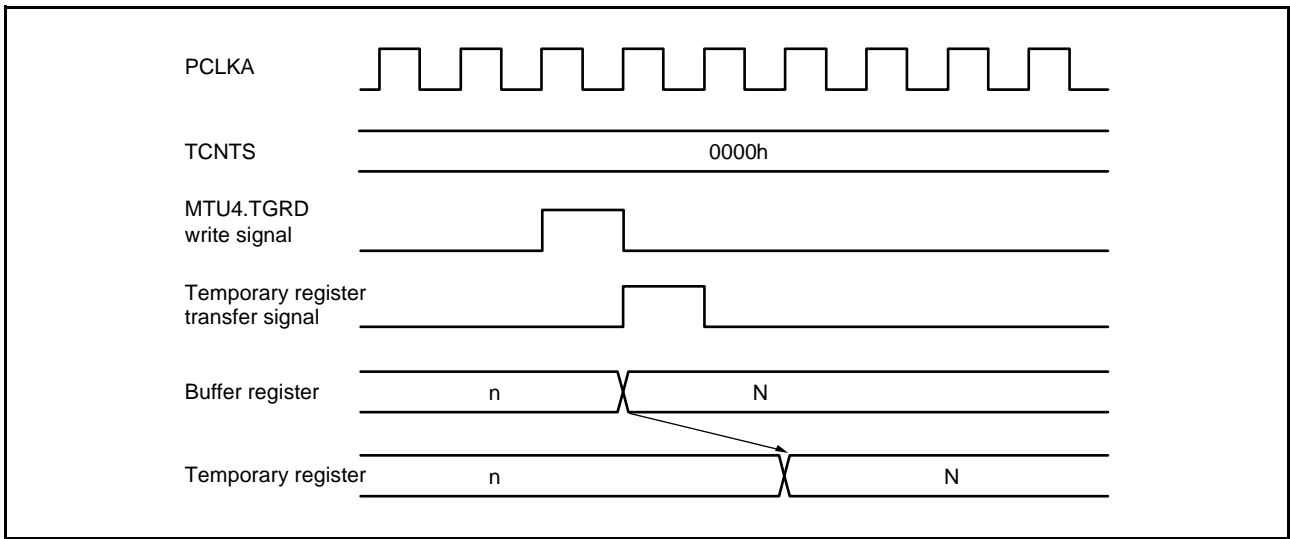 PCLKA
TCNTS
0000h
MTU4.TGRD
write signal
Temporary register
transfer signal
Buffer register
n
N
Temporary register
n
N